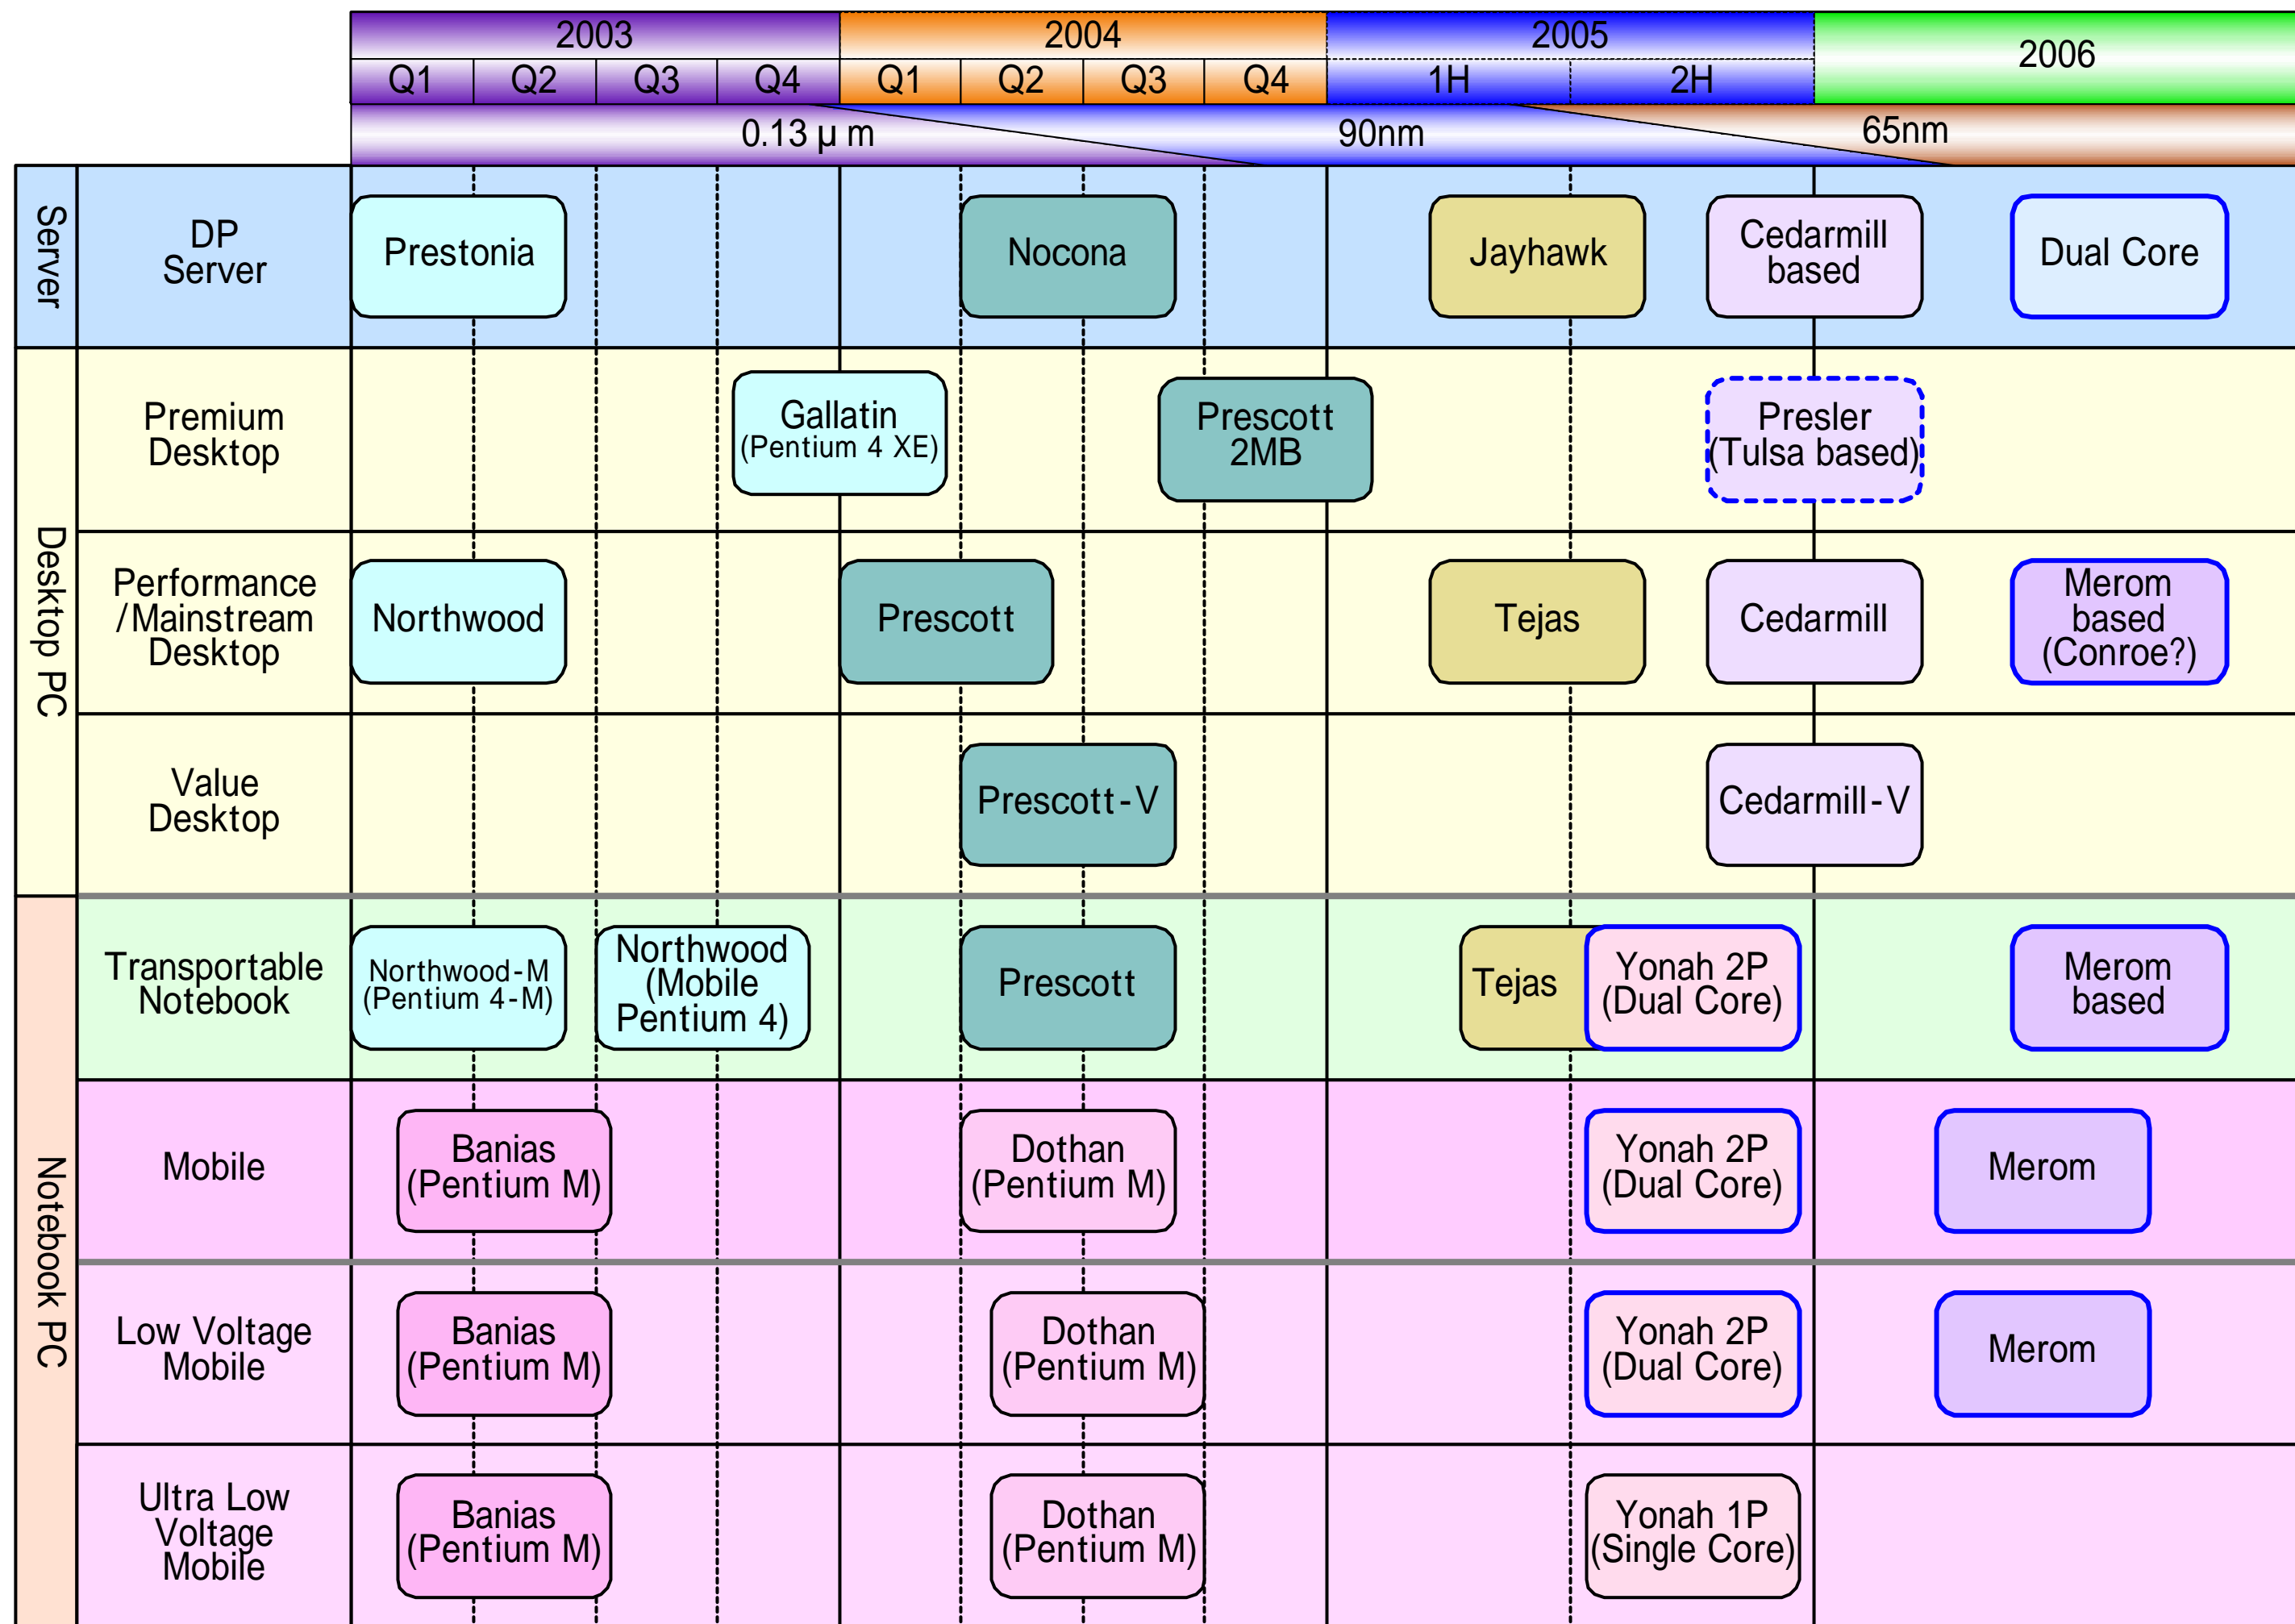 2003
2004
2005
2006
Q1
Q2
Q3
Q4
Q1
Q2
Q3
Q4
1H
2H
0.13 μ m
90nm
65nm
Server
DP
Server
Prestonia
Nocona
Jayhawk
Cedarmill
based
Dual Core
Desktop PC
Premium
Desktop
Gallatin
(Pentium 4 XE)
Prescott
2MB
Presler
(Tulsa based)
Performance
/Mainstream
Desktop
Northwood
Prescott
Tejas
Cedarmill
Merom
based
(Conroe?)
Value
Desktop
Prescott-V
Cedarmill-V
Notebook PC
Transportable
Notebook
Northwood-M
(Pentium 4-M)
Northwood
(Mobile
Pentium 4)
Prescott
Tejas
Yonah 2P
(Dual Core)
Merom
based
Mobile
Banias
(Pentium M)
Dothan
(Pentium M)
Yonah 2P
(Dual Core)
Merom
Low Voltage
Mobile
Banias
(Pentium M)
Dothan
(Pentium M)
Yonah 2P
(Dual Core)
Merom
Ultra Low
Voltage
Mobile
Banias
(Pentium M)
Dothan
(Pentium M)
Yonah 1P
(Single Core)